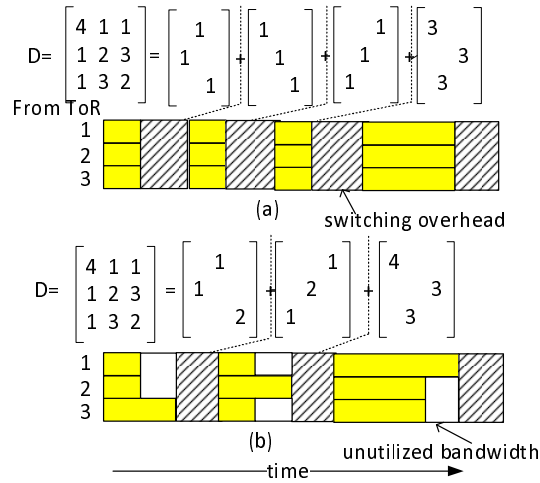 4 1 1 1 1 1 3
D= 1 2 3 = 1 + 1 + 1 + 3
1 3 2 1 1 1 3
From ToR
1
2
3
(a)
switching overhead
4 1 1 1 1 4
D= 1 2 3 = 1 + 2 + 3
1 3 2 2 1 3
1
2
3
(b)
unutilized bandwidth
time